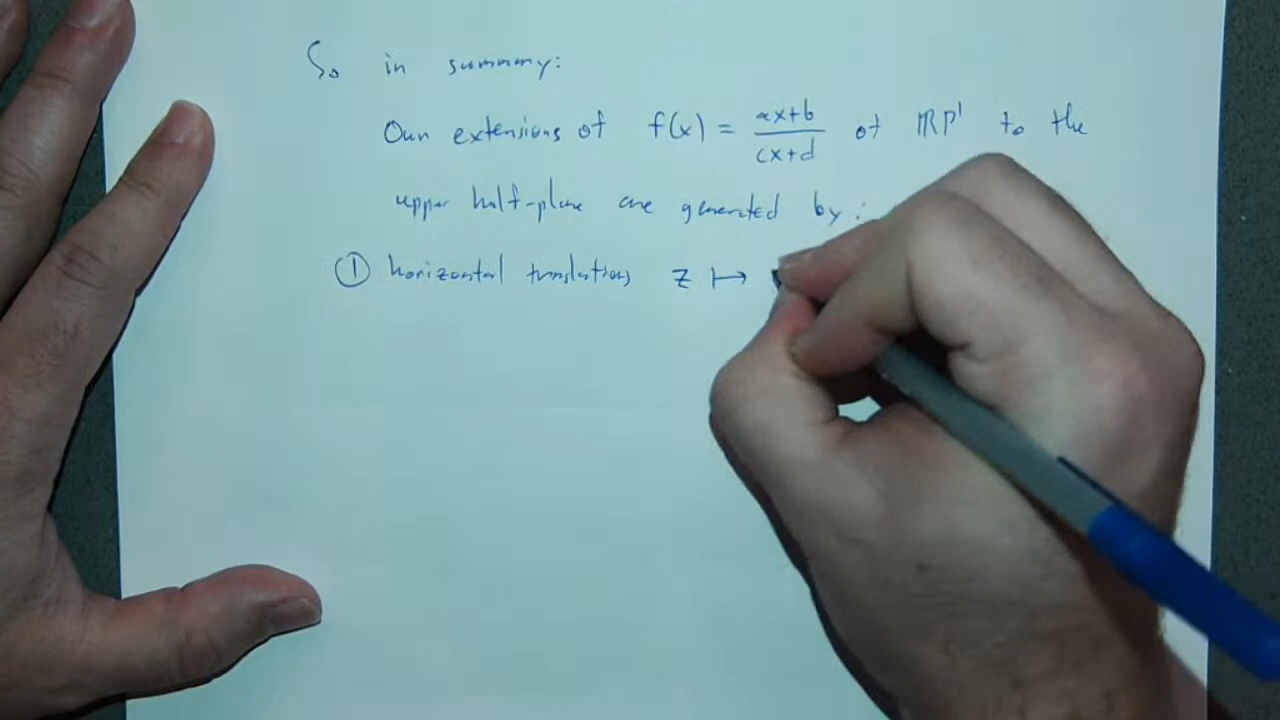 So in summary:
Our extensions of f(x) = \frac{ax+b}{cx+d} of ℝP¹ to the
upper half-plane are generated by:
① horizontal translations z ↦